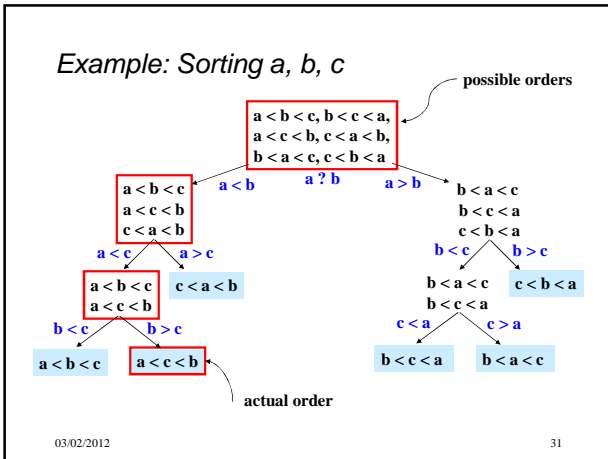 Example: Sorting a, b, c
possible orders
a < b < c, b < c < a,
a < c < b, c < a < b,
b < a < c, c < b < a
a < b
a ? b
a > b
a < b < c
a < c < b
c < a < b
b < a < c
b < c < a
c < b < a
a < c
a > c
b < c
b > c
a < b < c
a < c < b
c < a < b
b < a < c
b < c < a
c < b < a
b < c
b > c
c < a
c > a
a < b < c
a < c < b
b < c < a
b < a < c
actual order
03/02/2012
31